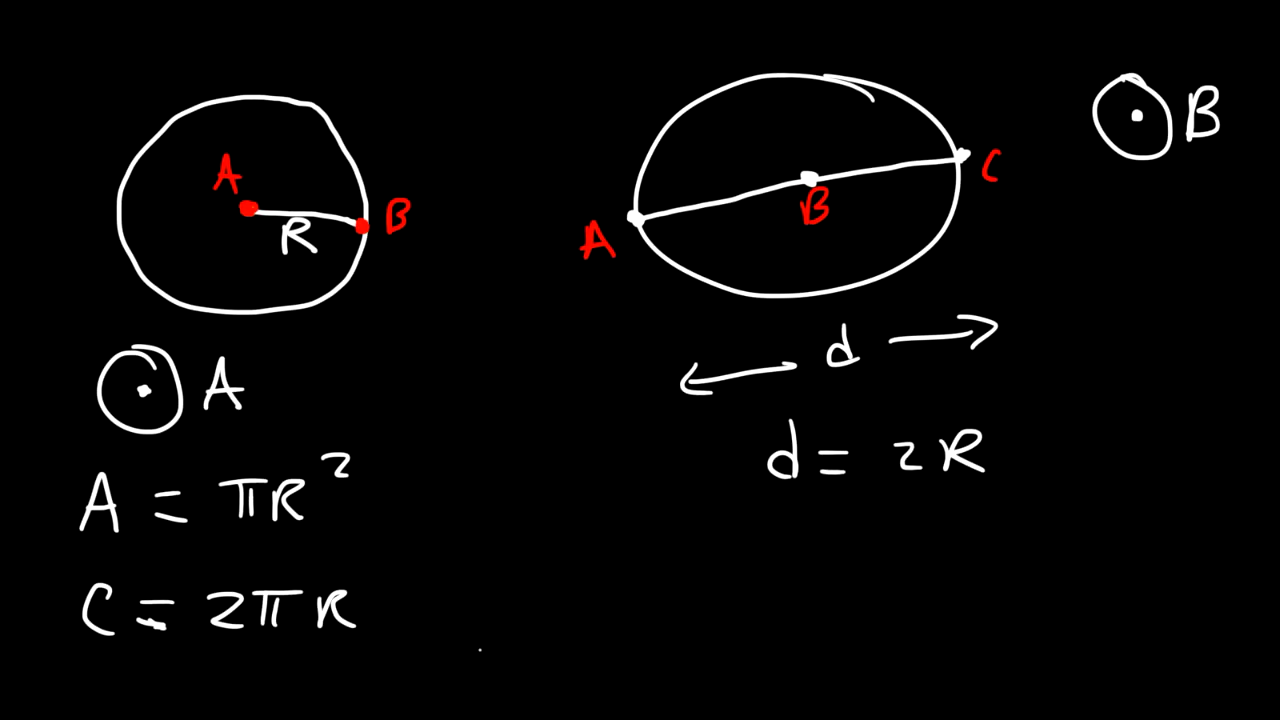 A
R
B
A
B
C
B
d
A
d = 2R
A = πR²
C = 2πR